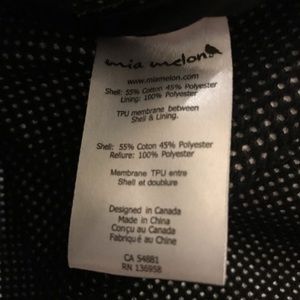 mia melon
www.miamelon.com
Shell: 55% Cotton 45% Polyester
Lining: 100% Polyester
TPU membrane between
Shell & Lining.
Shell: 55% Coton 45% Polyester
Reliure: 100% Polyester
Membrane TPU entre
Shell et doublure
Designed in Canada
Made in China
Conçu au Canada
Fabriqué au Chine
CA 54881
RN 136958